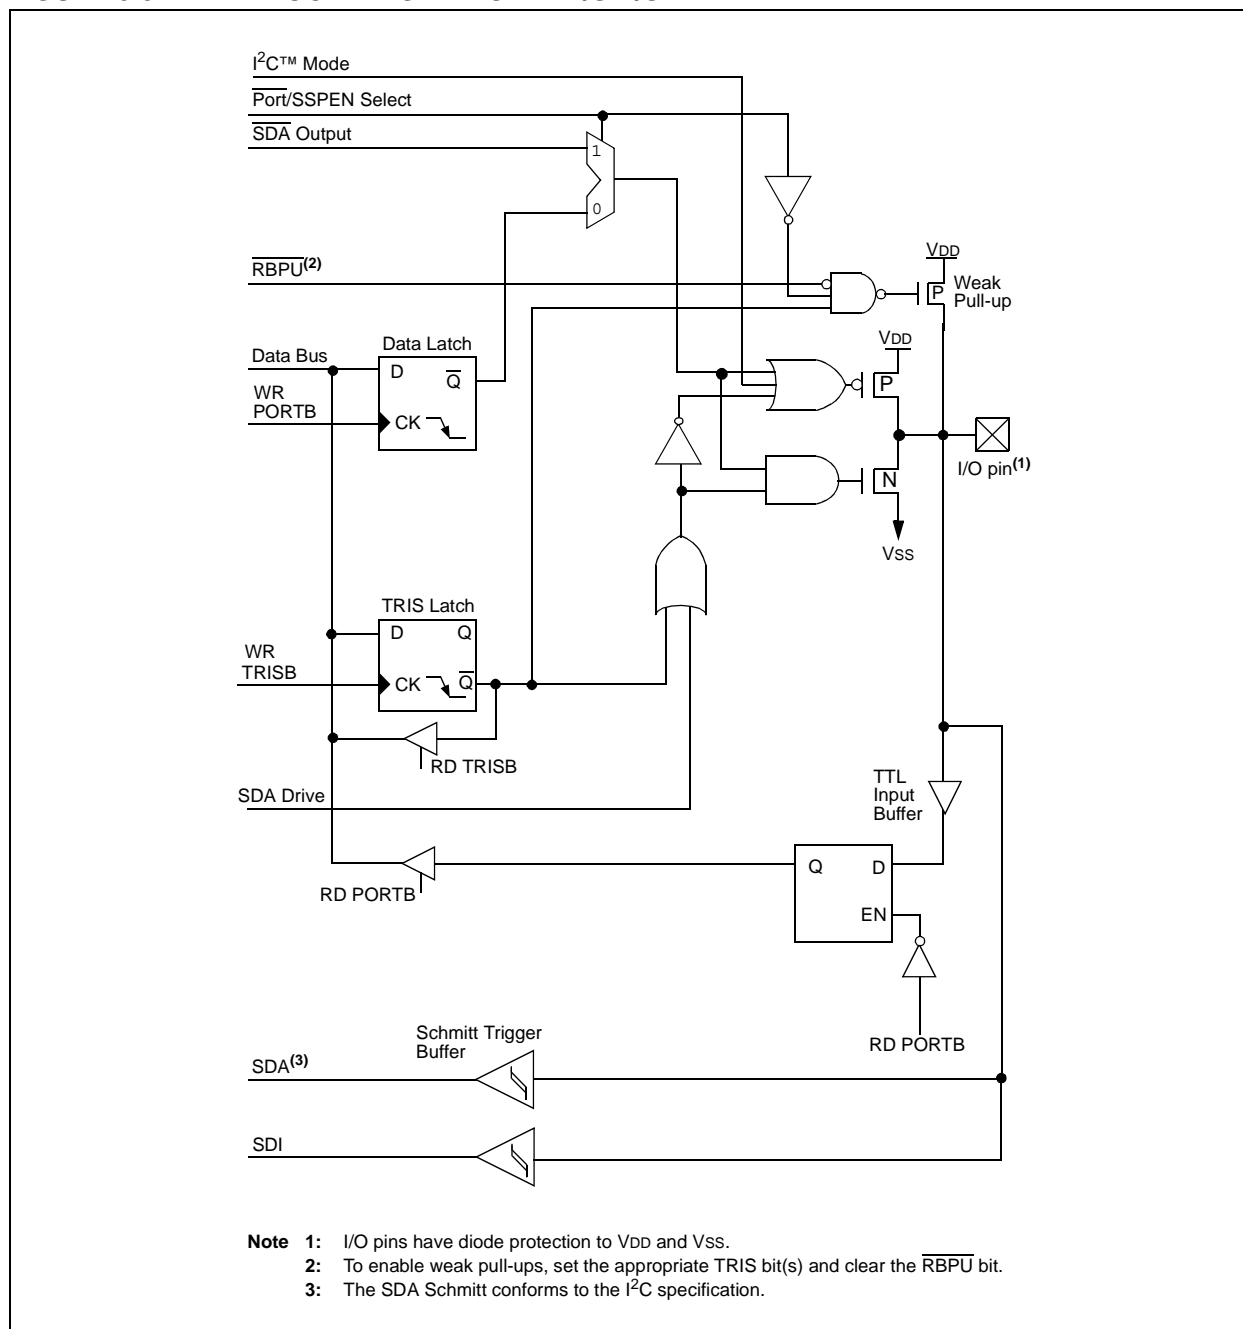 I²C™ Mode
Port/SSPEN Select
SDA Output
1
0
RBPU(2)
VDD
P
Weak
Pull-up
Data Latch
Data Bus
D
Q
WR
PORTB
CK
VDD
P
I/O pin(1)
N
VSS
TRIS Latch
D
Q
WR
TRISB
CK
Q
RD TRISB
SDA Drive
TTL
Input
Buffer
Q
D
EN
RD PORTB
RD PORTB
Schmitt Trigger
Buffer
SDA(3)
SDI
Note 1: I/O pins have diode protection to VDD and VSS.
2: To enable weak pull-ups, set the appropriate TRIS bit(s) and clear the RBPU bit.
3: The SDA Schmitt conforms to the I²C specification.